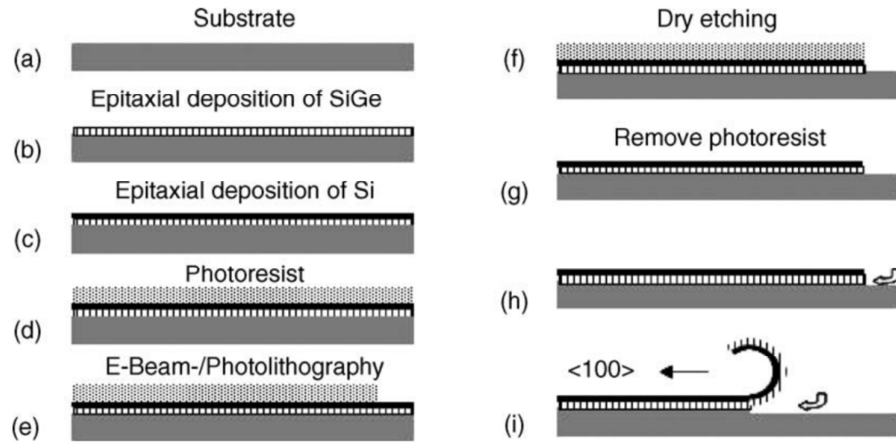 Substrate
(a)
Epitaxial deposition of SiGe
(b)
Epitaxial deposition of Si
(c)
Photoresist
(d)
E-Beam-/Photolithography
(e)
Dry etching
(f)
Remove photoresist
(g)
(h)
<100>
(i)